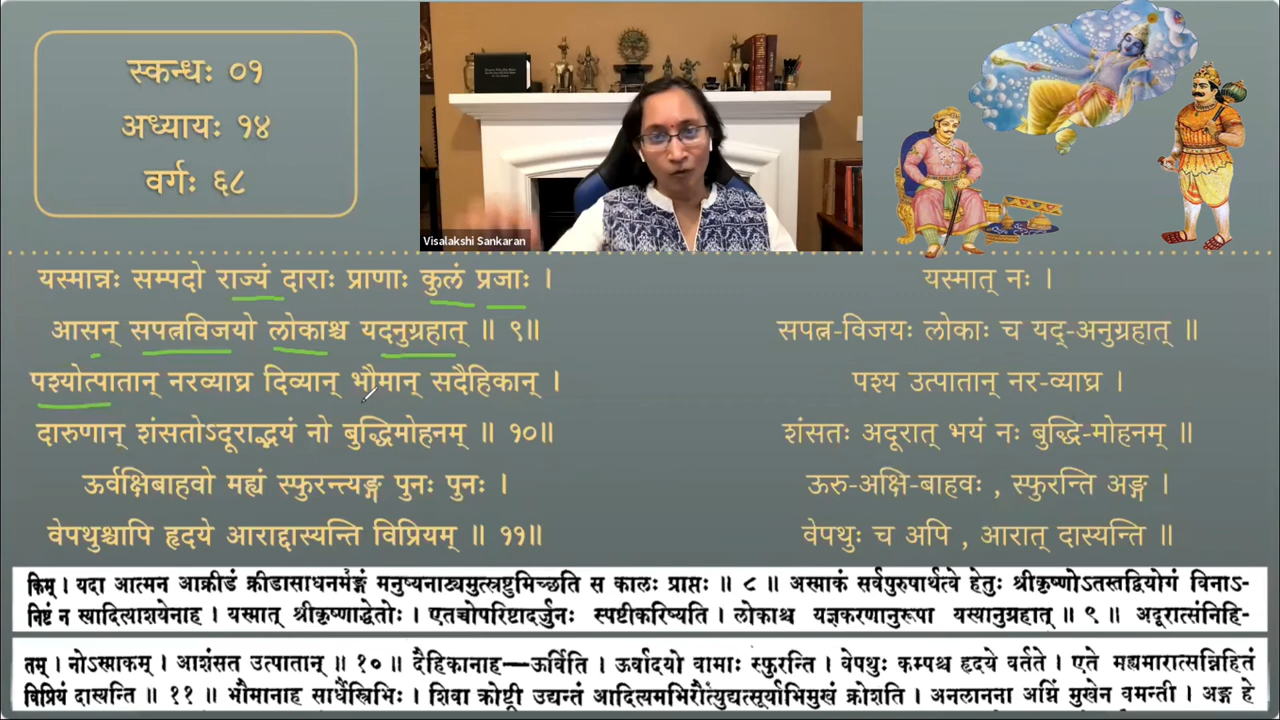 स्कन्धः ०१
अध्यायः १४
वर्गः ६८
Visalakshi Sankaran
यस्मान्नः सम्पदो राज्यं दाराः प्राणाः कुलं प्रजाः ।
यस्मात् नः ।
आसन् सपत्नविजयो लोकाश्च यदनुग्रहात् ॥ ९॥
सपत्न-विजयः लोकाः च यद्-अनुग्रहात् ॥
पश्योत्पातान् नरव्याघ्र दिव्यान् भौमान् सदैहिकान् ।
पश्य उत्पातान् नर-व्याघ्र ।
दारुणान् शंसतोऽदूराद्भयं नो बुद्धिमोहनम् ॥ १०॥
शंसतः अदूरात् भयं नः बुद्धि-मोहनम् ॥
ऊर्वक्षिबाहवो मह्यं स्फुरन्त्यङ्ग पुनः पुनः ।
ऊरु-अक्षि-बाहवः , स्फुरन्ति अङ्ग ।
वेपथुश्चापि हृदये आराद्दास्यन्ति विप्रियम् ॥ ११॥
वेपथुः च अपि , आरात् दास्यन्ति ॥
किम् । यदा आत्मन आक्रीडं क्रीडासाधनमङ्गं मनुष्यनाट्यमुत्स्रष्टुमिच्छति स कालः प्राप्तः ॥ ८ ॥ अस्माकं सर्वपुरुषार्थत्वे हेतुः श्रीकृष्णोऽतस्तद्वियोगं विनाऽ-
निष्टं न स्यादित्याशयेनाह । यस्मात् श्रीकृष्णाद्धेतोः । एतच्चोपरिष्टादर्जुनः स्पष्टीकरिष्यति । लोकाश्च यज्ञकरणानुरूपा यस्यानुग्रहात् ॥ ९ ॥ अदूरात्संनिहि-
तम् । नोऽस्माकम् । आशंसत उत्पातान् ॥ १० ॥ दैहिकानाह—ऊर्विति । ऊर्वादयो वामाः स्फुरन्ति । वेपथुः कम्पश्च हृदये वर्तते । एते मह्यमारात्सन्निहितं
विप्रियं दास्यन्ति ॥ ११ ॥ भौमानाह सार्धैस्त्रिभिः । शिवा क्रोष्ट्री उद्यन्तं आदित्यमभिरौत्युद्यत्सूर्याभिमुखं क्रोशति । अनलानना अग्निं मुखेन वमन्ती । अङ्ग हे